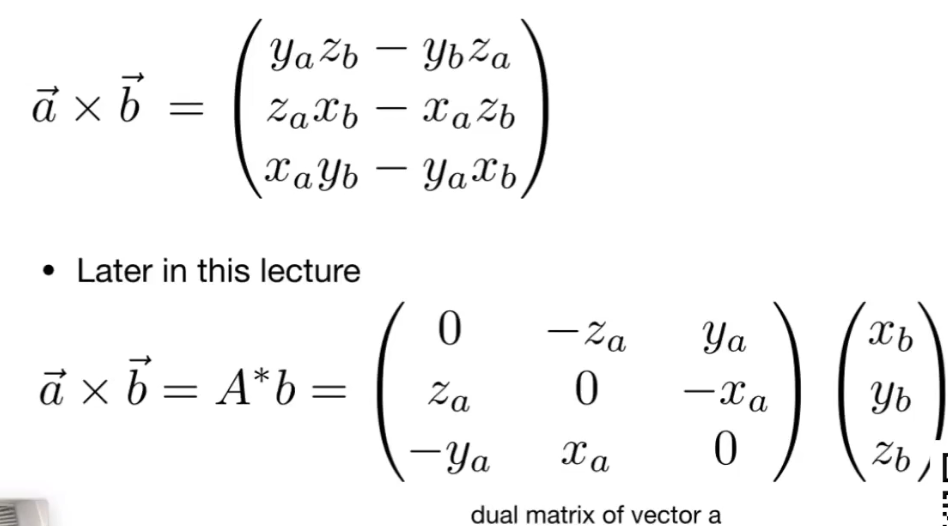 a⃗ × b⃗ = ( y_a z_b − y_b z_a
z_a x_b − x_a z_b
x_a y_b − y_a x_b )
• Later in this lecture
a⃗ × b⃗ = A*b = ( 0 −z_a y_a ) ( x_b )
( z_a 0 −x_a ) ( y_b )
( −y_a x_a 0 ) ( z_b )
dual matrix of vector a